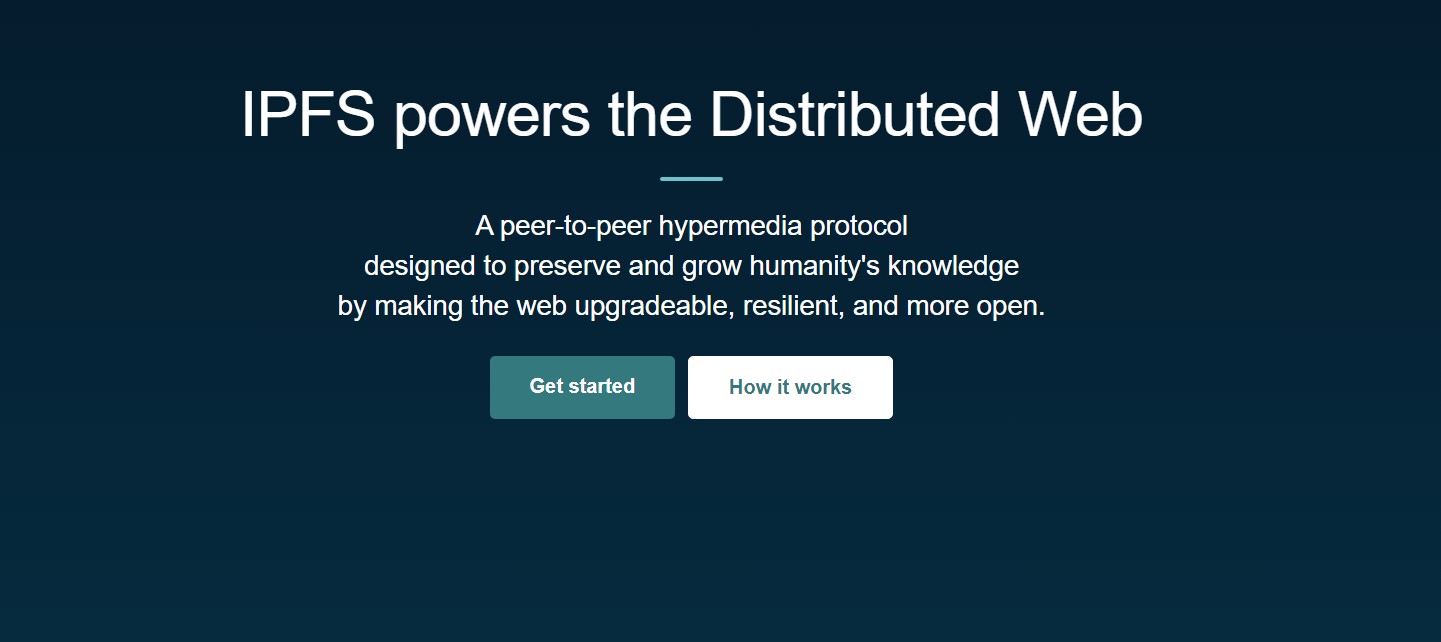 IPFS powers the Distributed Web
A peer-to-peer hypermedia protocol
designed to preserve and grow humanity's knowledge
by making the web upgradeable, resilient, and more open.
Get started
How it works